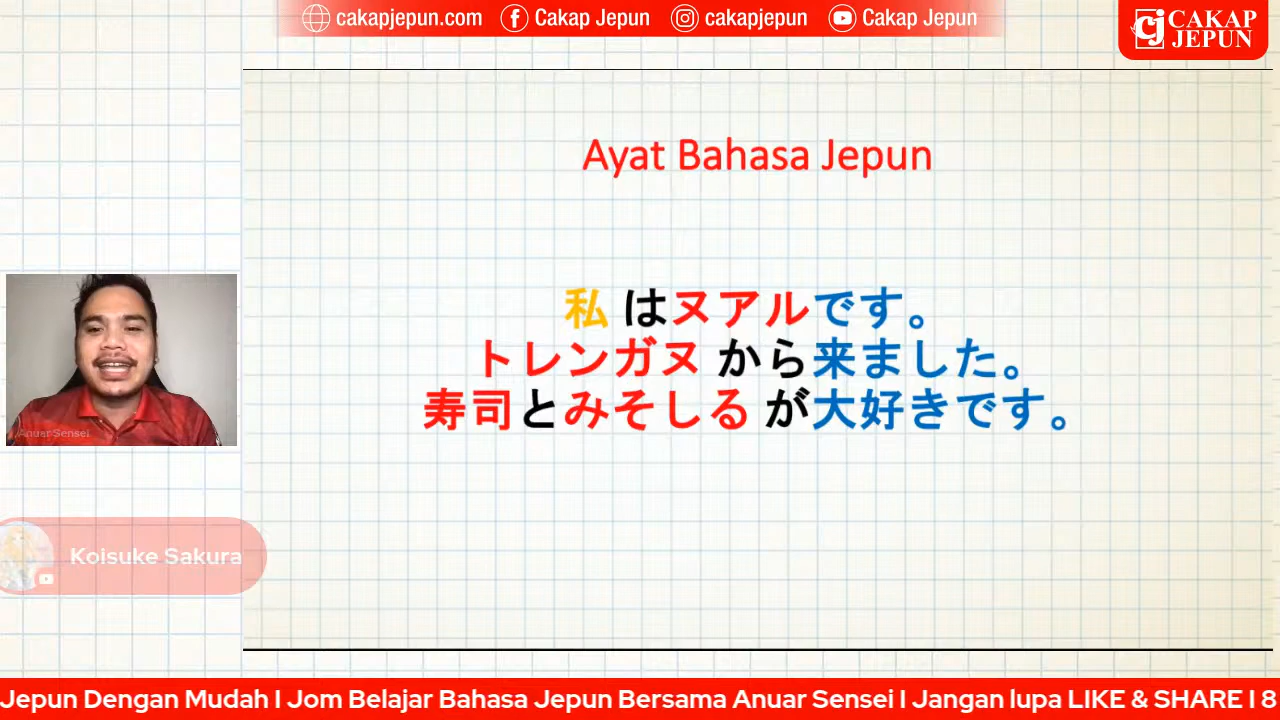 cakapjepun.com Cakap Jepun cakapjepun Cakap Jepun
CAKAP
JEPUN
Ayat Bahasa Jepun
私 はヌアルです。
トレンガヌ から来ました。
寿司とみそしる が大好きです。
Anuar Sensei
Koisuke Sakura
Jepun Dengan Mudah I Jom Belajar Bahasa Jepun Bersama Anuar Sensei I Jangan lupa LIKE & SHARE I 8